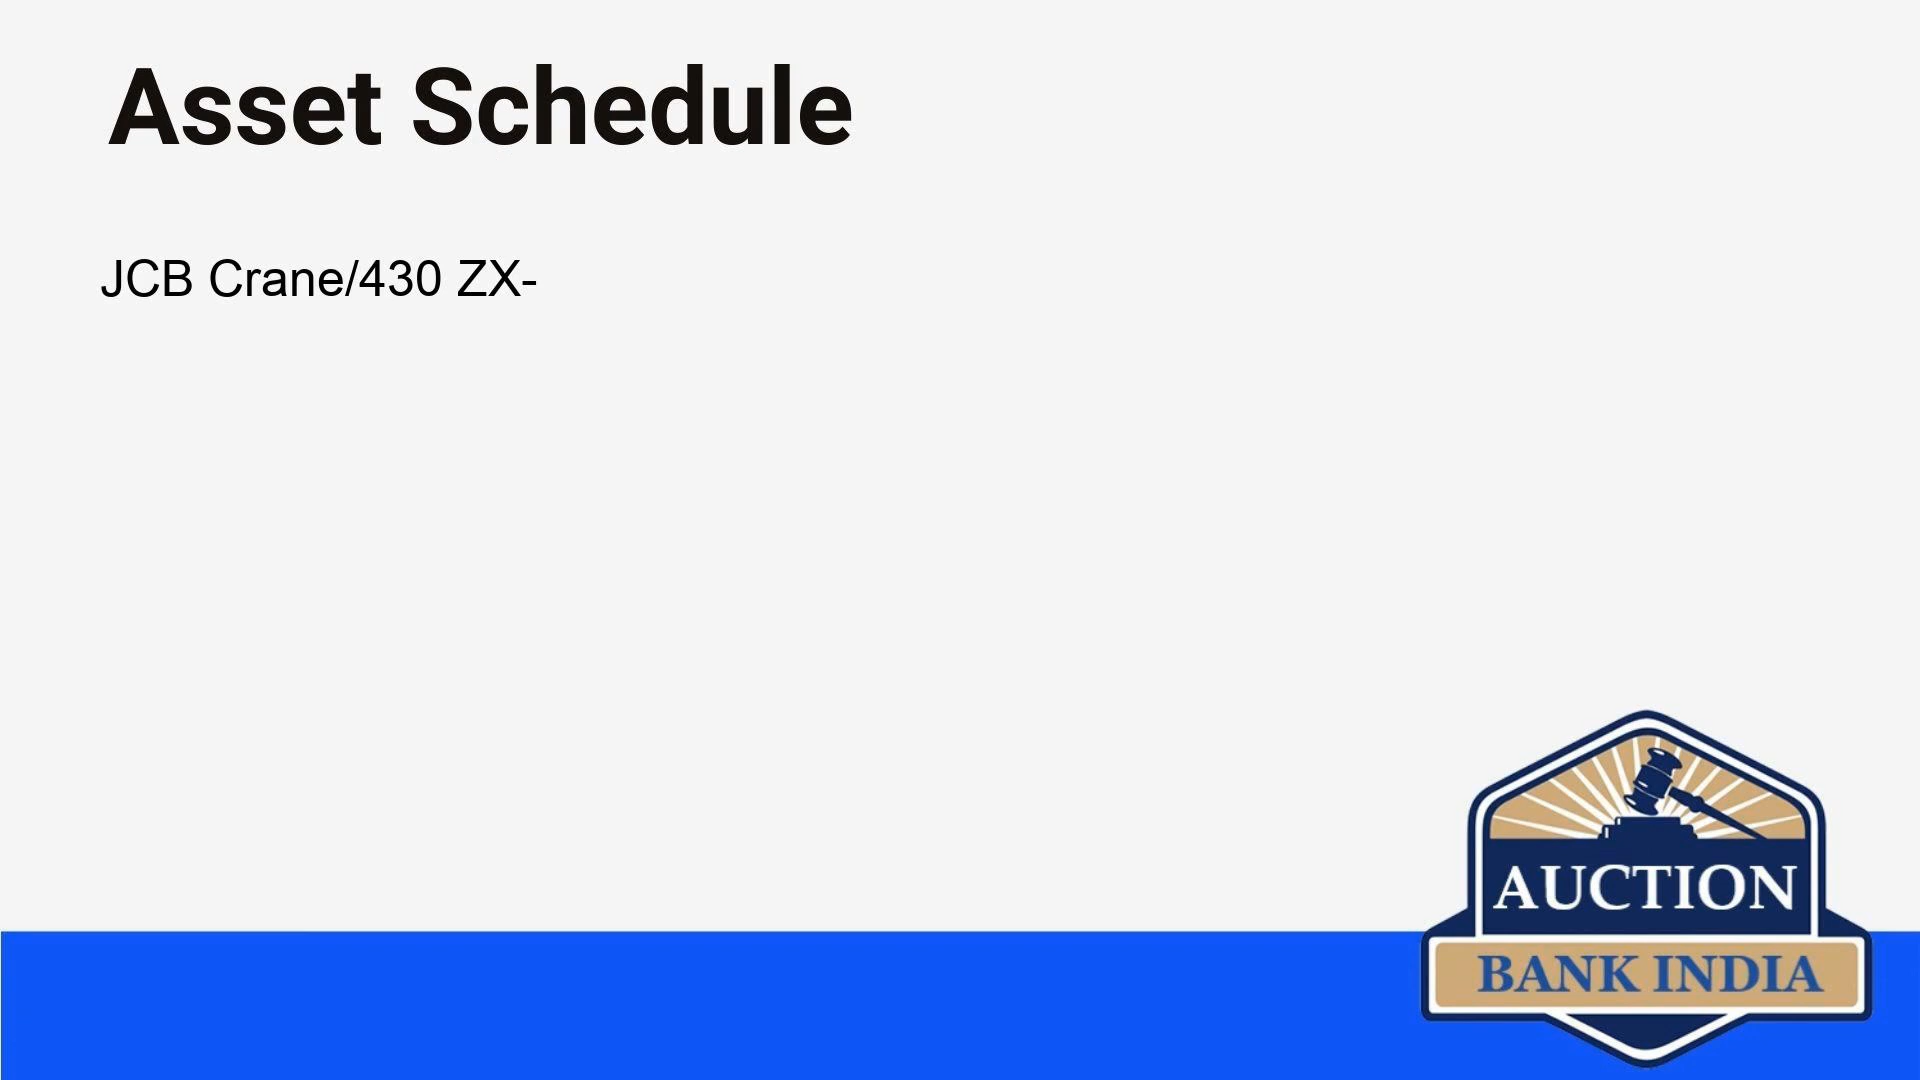 Asset Schedule
JCB Crane/430 ZX-
AUCTION
BANK INDIA